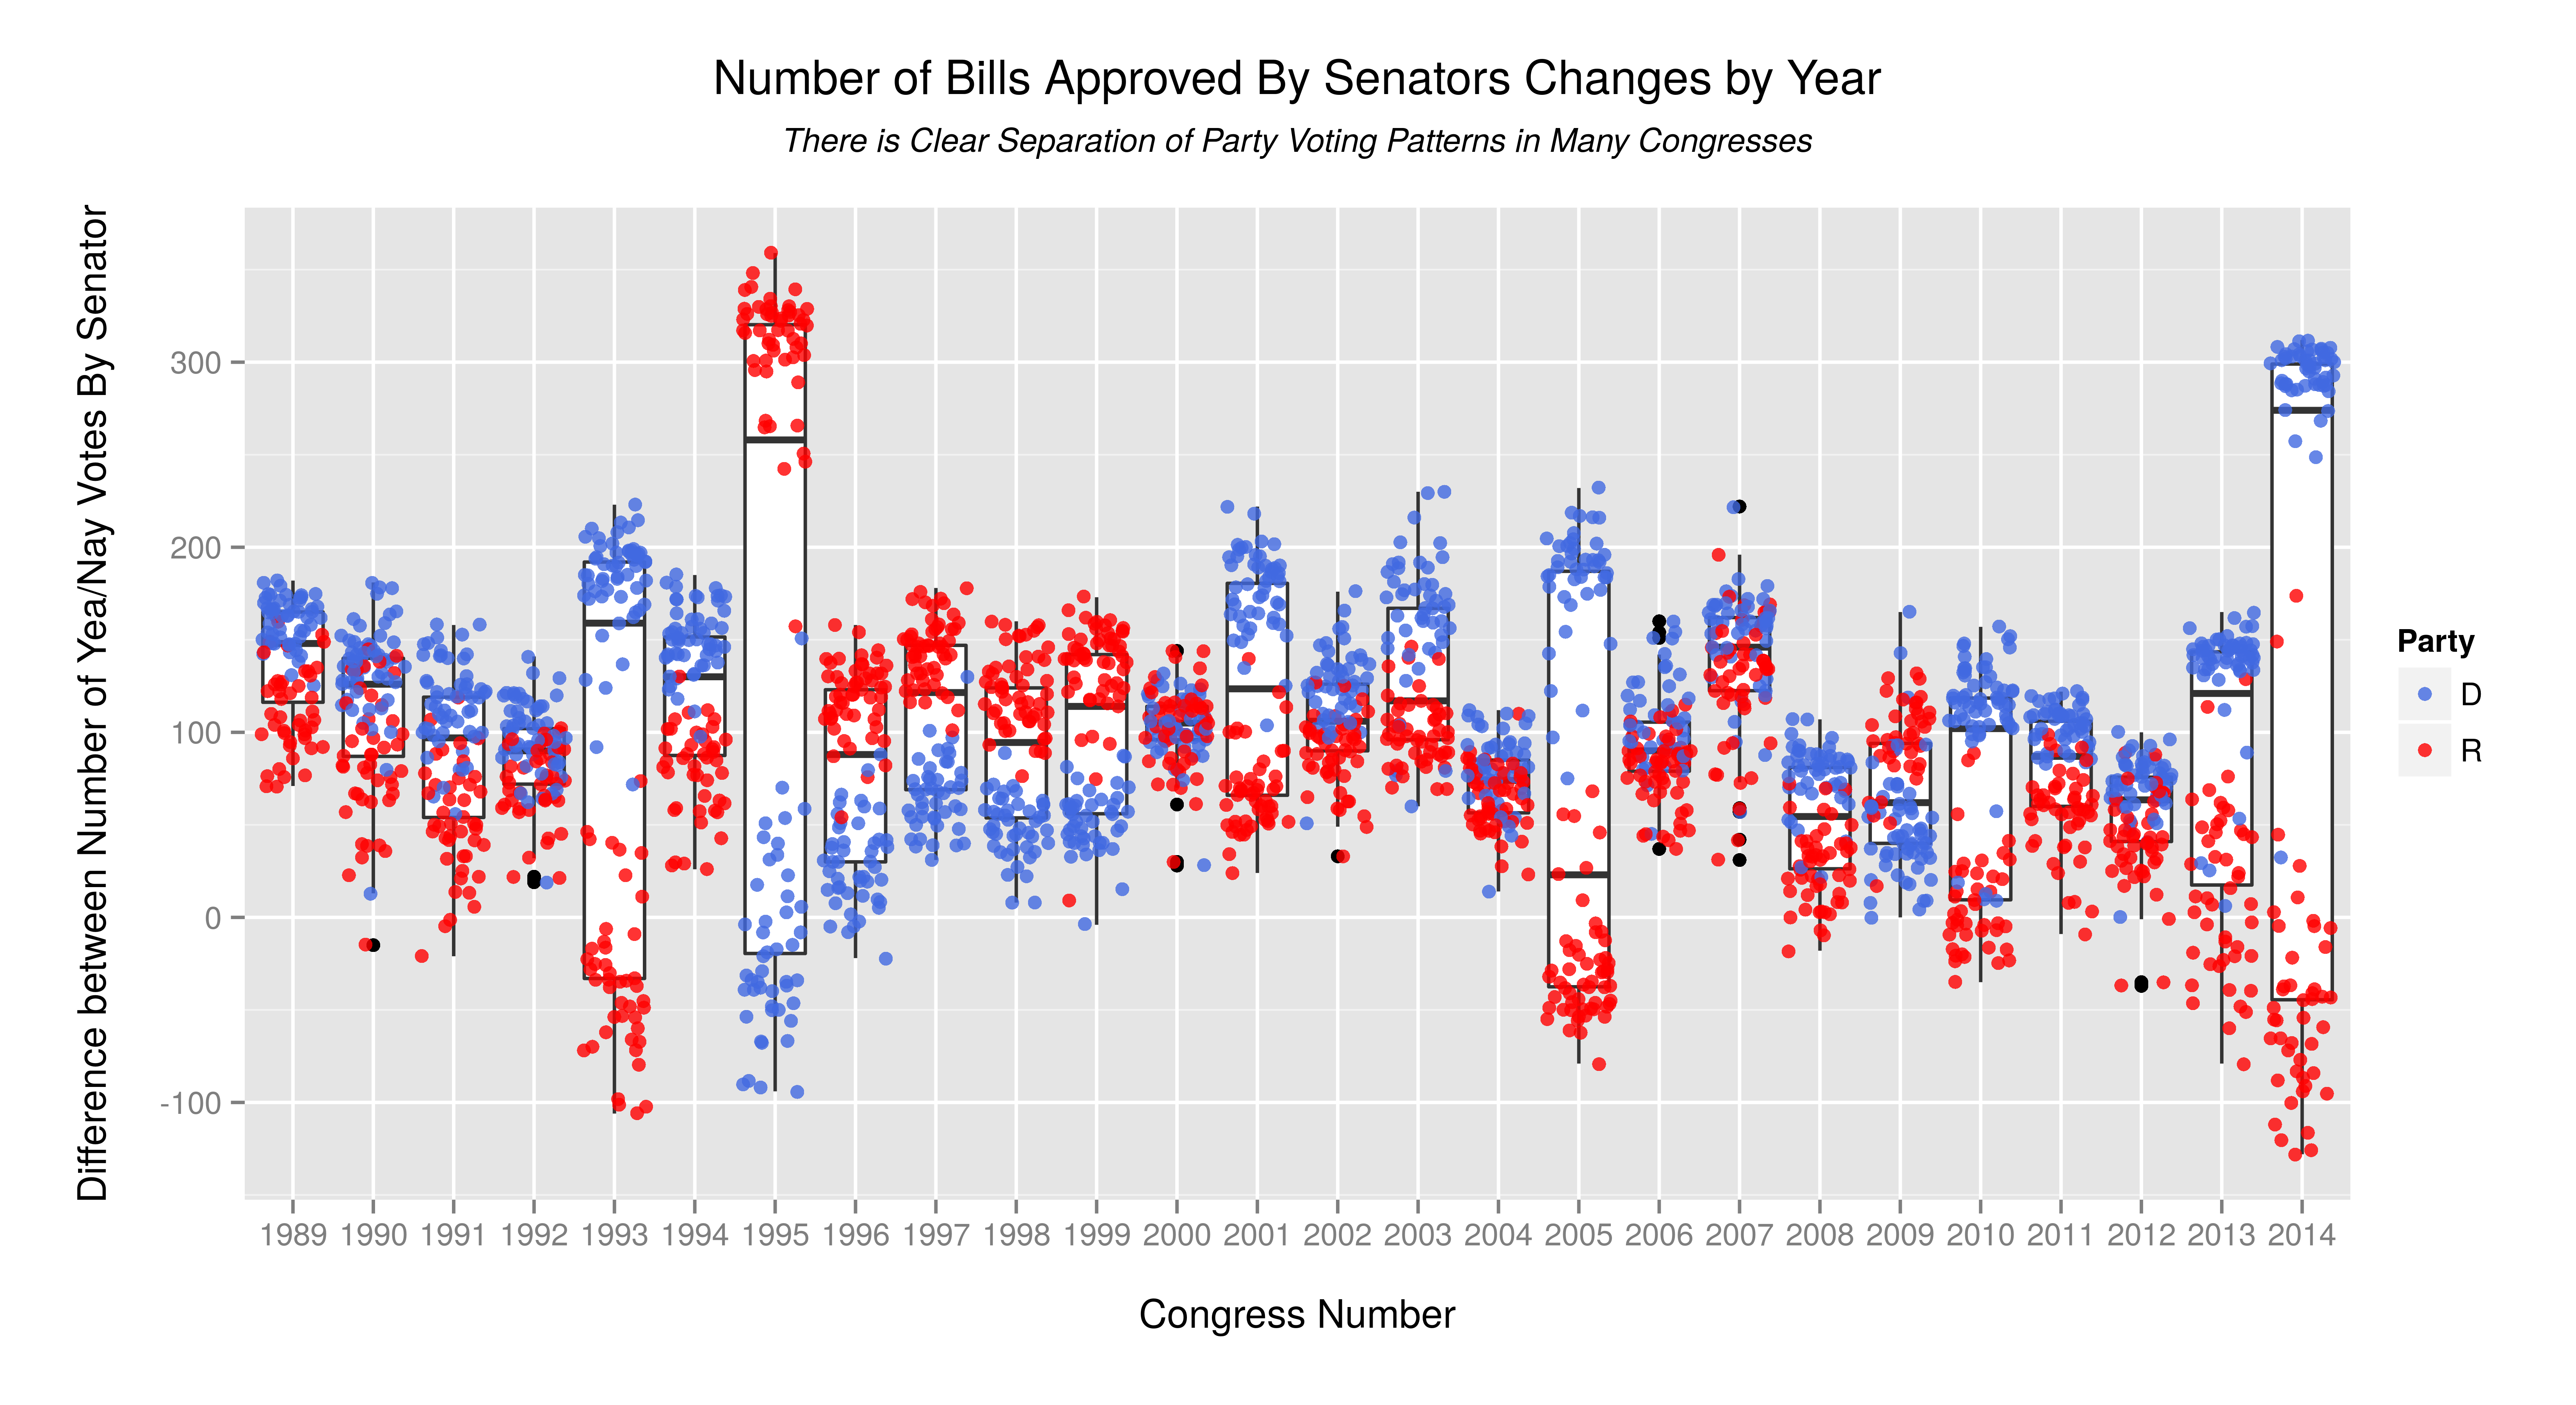 Number of Bills Approved By Senators Changes by Year
There is Clear Separation of Party Voting Patterns in Many Congresses
Difference between Number of Yea/Nay Votes By Senator
300
200
100
0
-100
1989 1990 1991 1992 1993 1994 1995 1996 1997 1998 1999 2000 2001 2002 2003 2004 2005 2006 2007 2008 2009 2010 2011 2012 2013 2014
Congress Number
Party
D
R